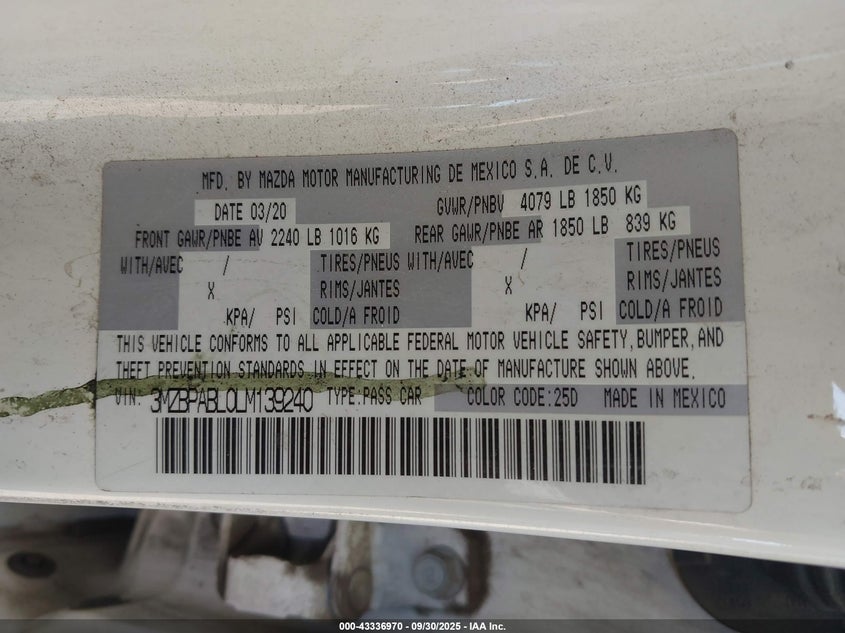 MFD. BY MAZDA MOTOR MANUFACTURING DE MEXICO S.A. DE C.V.
DATE 03/20 GVWR/PNBV 4079 LB 1850 KG
FRONT GAWR/PNBE AV 2240 LB 1016 KG REAR GAWR/PNBE AR 1850 LB 839 KG
WITH/AVEC / TIRES/PNEUS WITH/AVEC / TIRES/PNEUS
X RIMS/JANTES X RIMS/JANTES
KPA/ PSI COLD/A FROID KPA/ PSI COLD/A FROID
THIS VEHICLE CONFORMS TO ALL APPLICABLE FEDERAL MOTOR VEHICLE SAFETY, BUMPER, AND
THEFT PREVENTION STANDARDS IN EFFECT ON THE DATE OF MANUFACTURE SHOWN ABOVE.
VIN: 3MZBPABL0LM139240 TYPE:PASS CAR COLOR CODE:25D MADE IN MEXICO
000-43336970 - 09/30/2025 - IAA Inc.